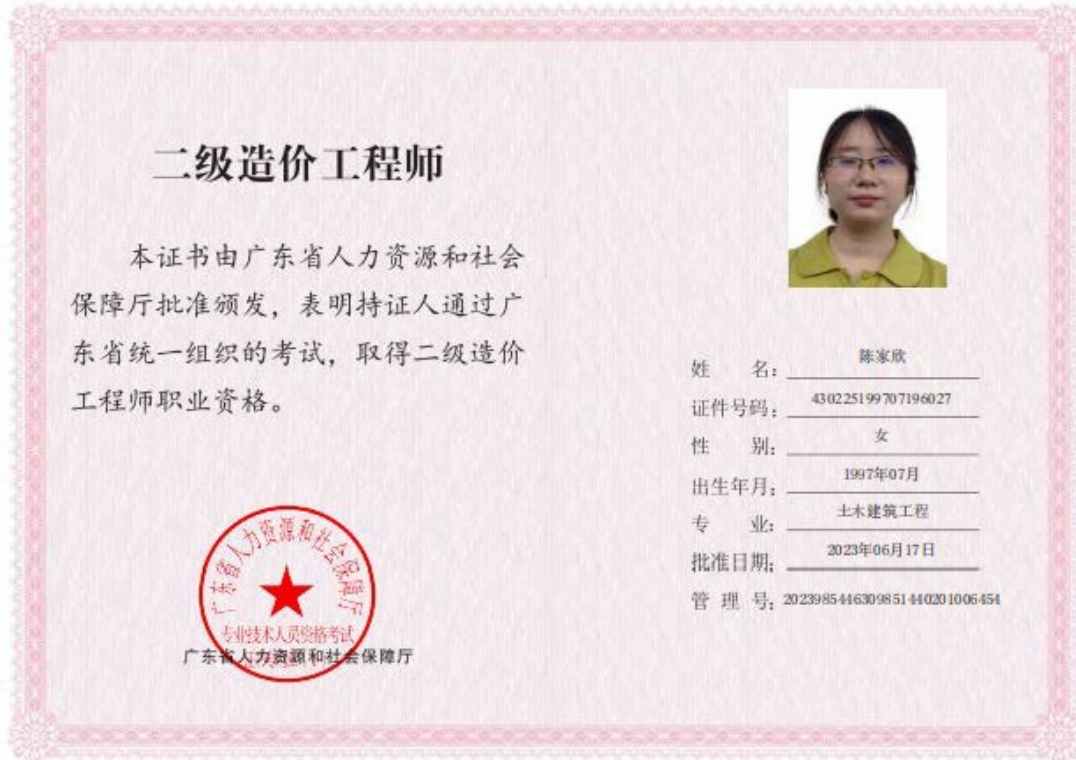 二级造价工程师
本证书由广东省人力资源和社会
保障厅批准颁发，表明持证人通过广
东省统一组织的考试，取得二级造价
工程师职业资格。
广东省人力资源和社会保障厅
专业技术人员资格考试
广东省人力资源和社会保障厅
姓 名：陈家欣
证件号码：430225199707196027
性 别：女
出生年月：1997年07月
专 业：土木建筑工程
批准日期：2023年06月17日
管 理 号：2023985446309851440201006454